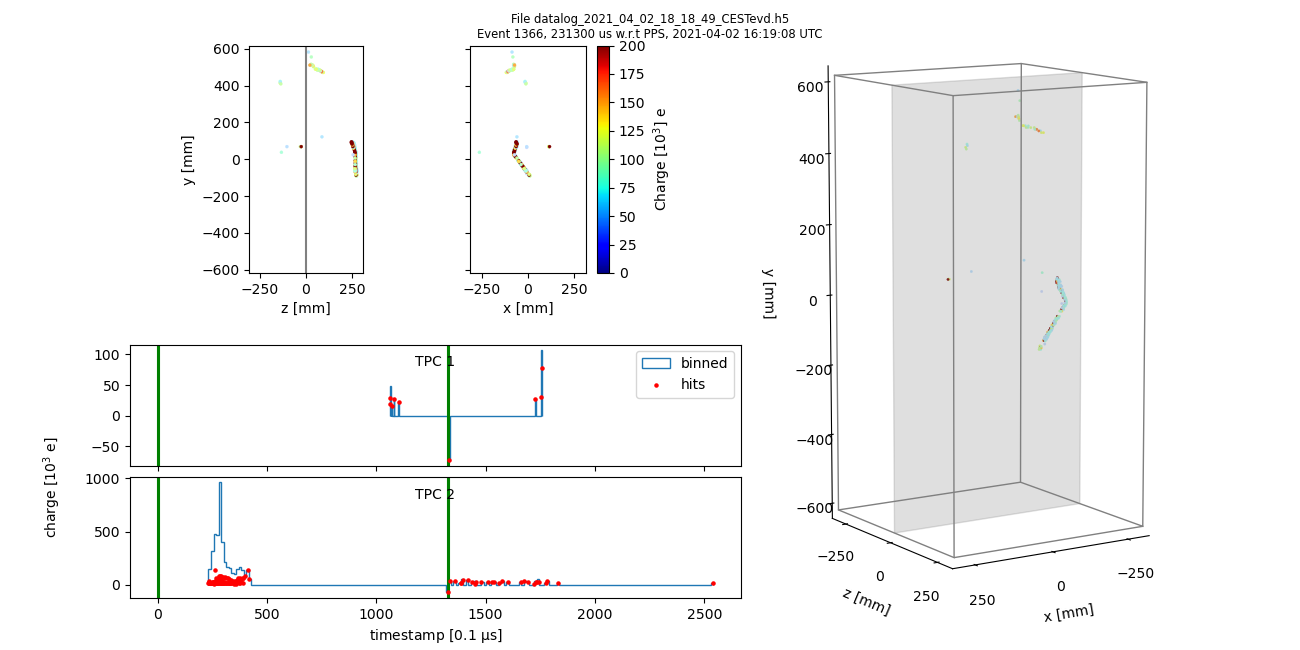 File datalog_2021_04_02_18_18_49_CESTevd.h5
Event 1366, 231300 us w.r.t PPS, 2021-04-02 16:19:08 UTC
600
400
200
0
−200
−400
−600
y [mm]
−250 0 250
z [mm]
−250 0 250
x [mm]
200
175
150
125
100
75
50
25
0
Charge [10³] e
600
400
200
0
−200
−400
−600
y [mm]
−250
0
250
z [mm]
250
0
−250
x [mm]
TPC 1
binned
hits
100
50
0
−50
TPC 2
1000
500
0
charge [10³ e]
0 500 1000 1500 2000 2500
timestamp [0.1 μs]